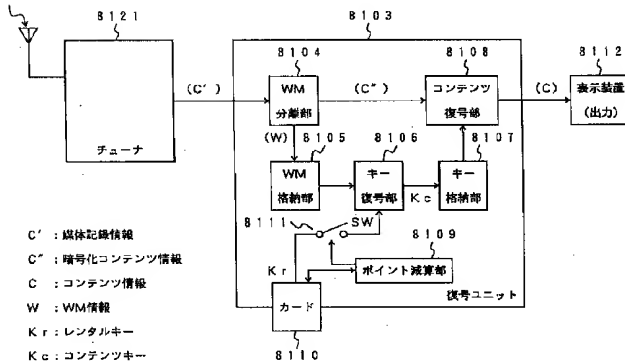 8121
8103
8104
8108
8112
(C')
WM
分離部
(C")
コンテンツ
復号部
(C)
表示装置
(出力)
チューナ
(W)
8105
8106
8107
WM
格納部
キー
復号部
Kc
キー
格納部
8111
SW
8109
Kr
ポイント減算部
カード
復号ユニット
8110
C':媒体記録情報
C":暗号化コンテンツ情報
C:コンテンツ情報
W:WM情報
Kr:レンタルキー
Kc:コンテンツキー